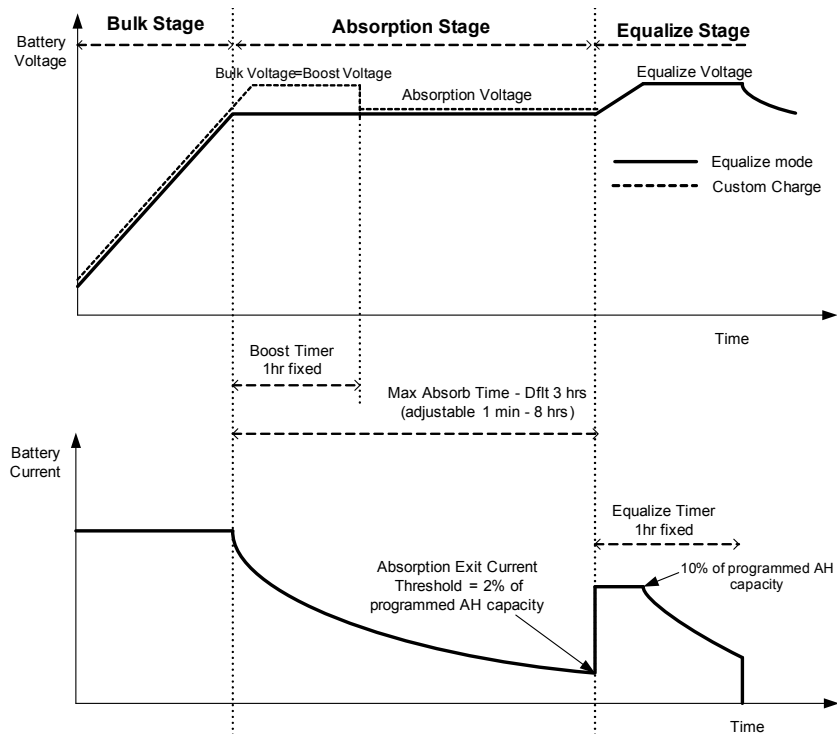 Bulk Stage
Absorption Stage
Equalize Stage
Battery
Voltage
Bulk Voltage=Boost Voltage
Absorption Voltage
Equalize Voltage
Equalize mode
Custom Charge
Time
Boost Timer
1hr fixed
Max Absorb Time - Dflt 3 hrs
(adjustable 1 min - 8 hrs)
Battery
Current
Equalize Timer
1hr fixed
Absorption Exit Current
Threshold = 2% of
programmed AH capacity
10% of programmed AH
capacity
Time